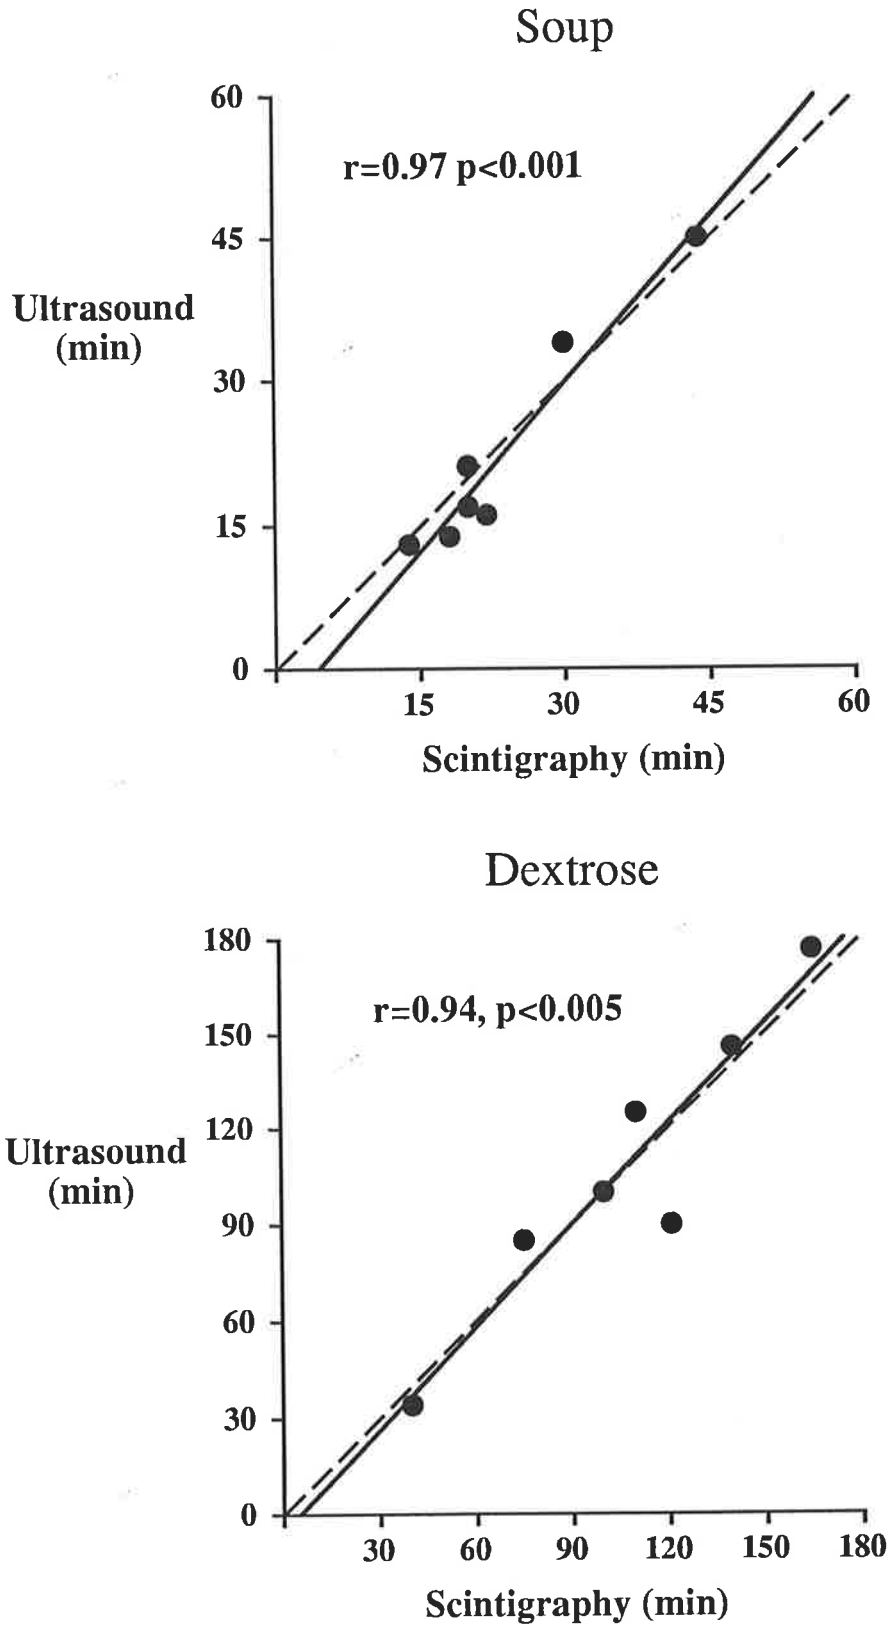 Soup
60
r=0.97 p<0.001
45
Ultrasound
(min)
30
15
0
15 30 45 60
Scintigraphy (min)
Dextrose
180
r=0.94, p<0.005
150
120
Ultrasound
(min)
90
60
30
0
30 60 90 120 150 180
Scintigraphy (min)